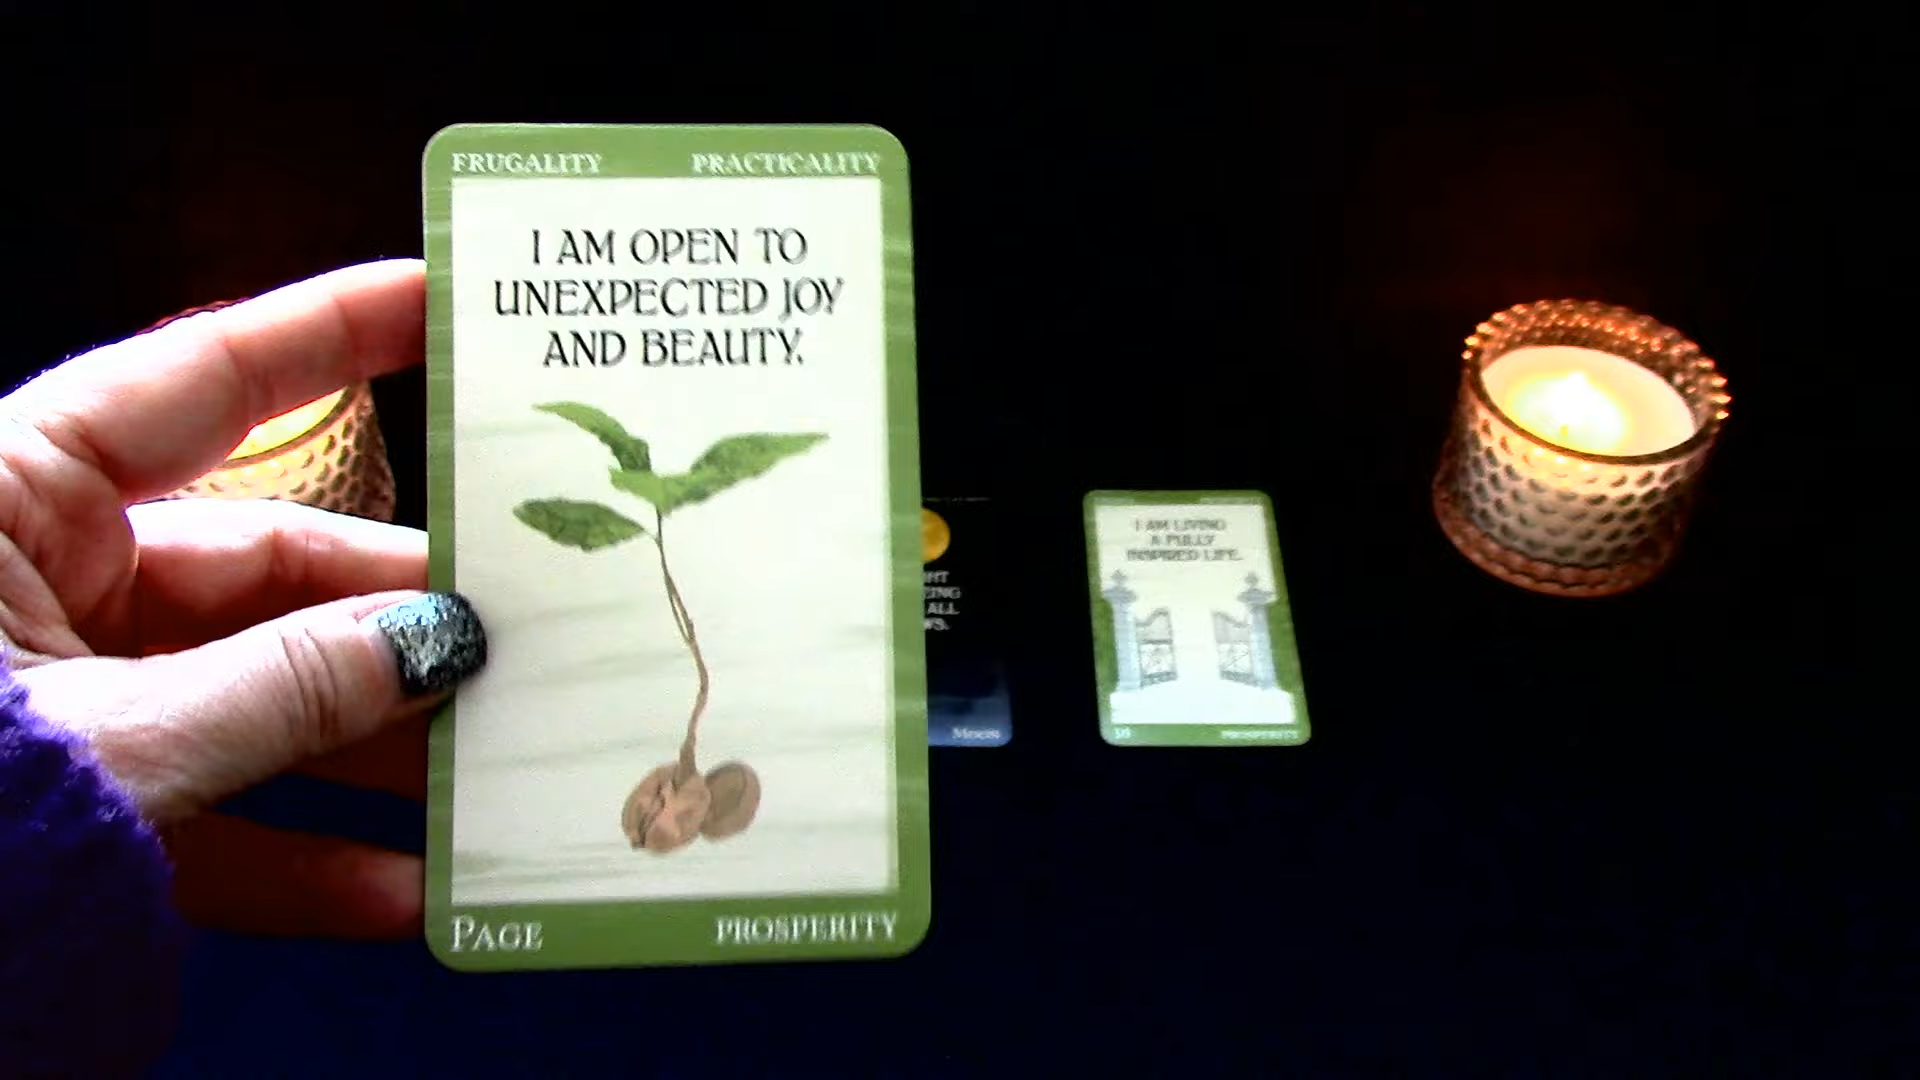 FRUGALITY PRACTICALITY
I AM OPEN TO
UNEXPECTED JOY
AND BEAUTY.
PAGE PROSPERITY
Moon
I AM LIVING
A FULLY
INSPIRED LIFE.
10 PROSPERITY